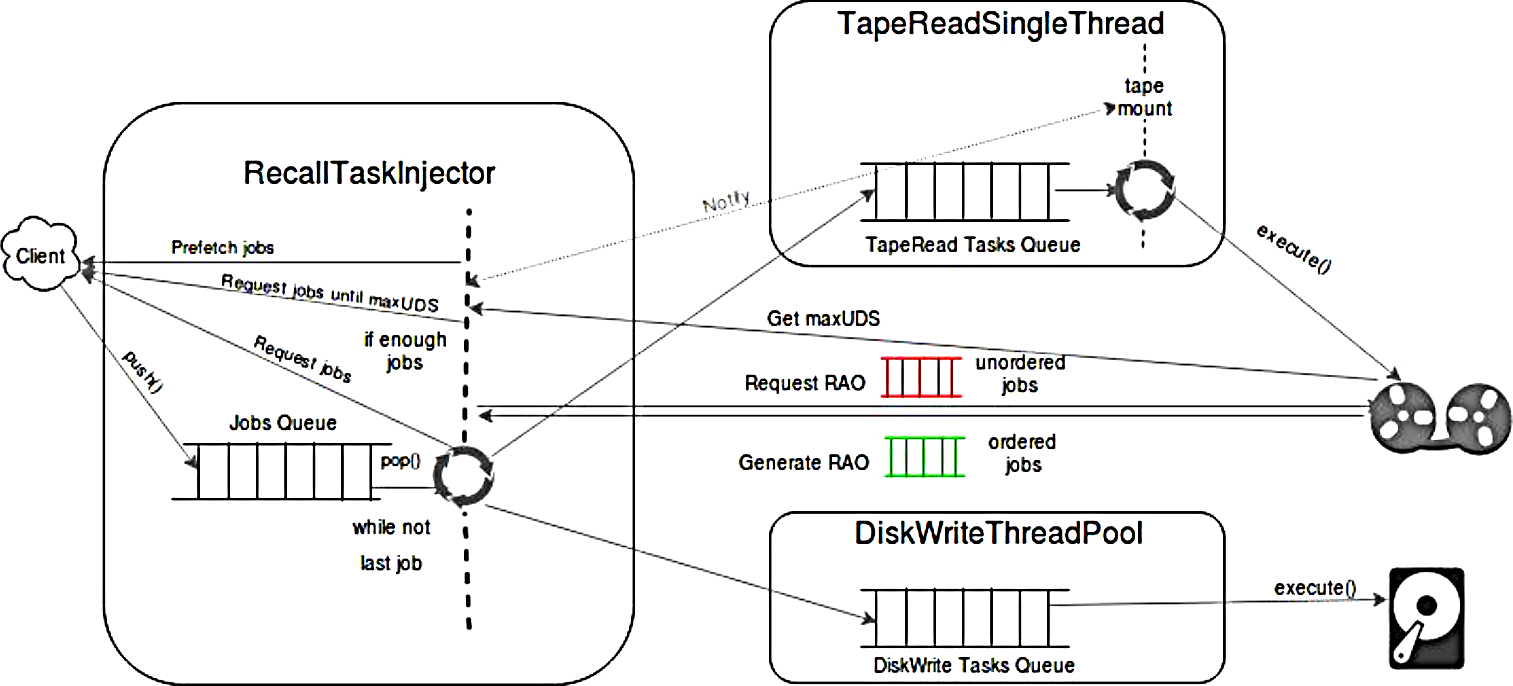 TapeReadSingleThread
tape
mount
RecallTaskInjector
Notify
TapeRead Tasks Queue
execute()
Client
Prefetch jobs
Request jobs until maxUDS
Get maxUDS
if enough
jobs
Request jobs
push()
Request RAO
unordered
jobs
Jobs Queue
pop()
Generate RAO
ordered
jobs
while not
last job
DiskWriteThreadPool
execute()
DiskWrite Tasks Queue